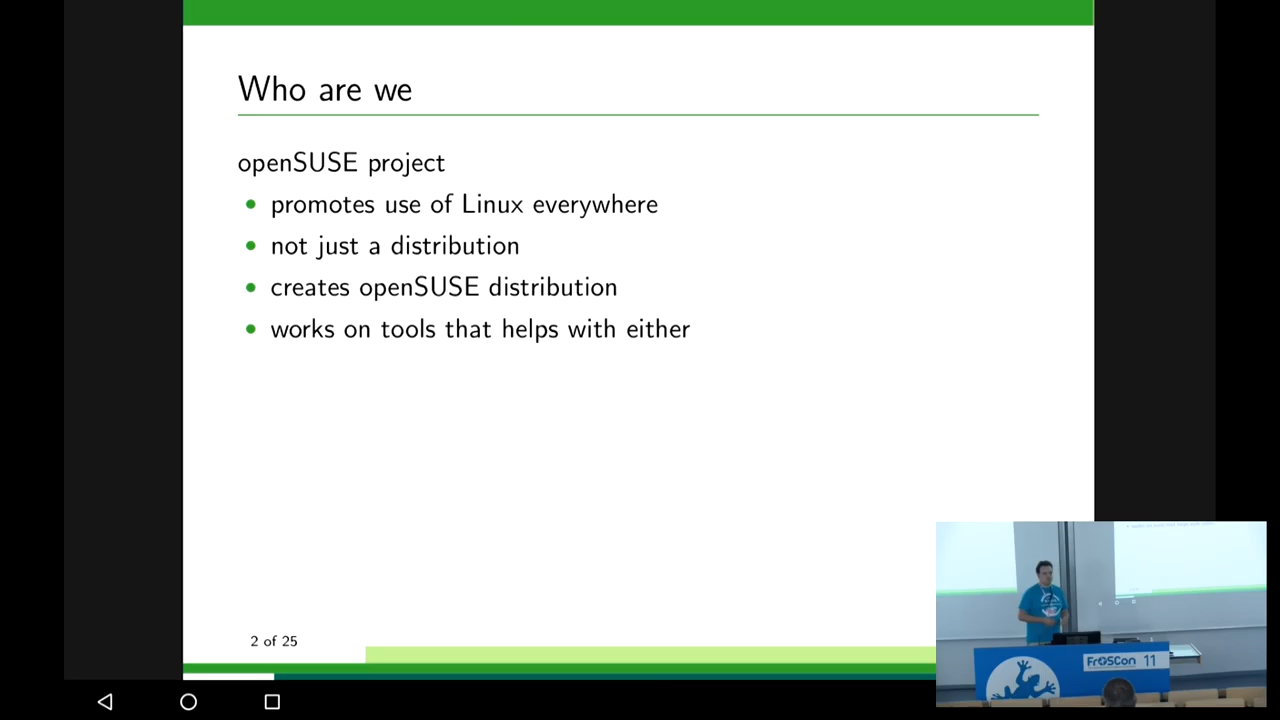 Who are we
openSUSE project
promotes use of Linux everywhere
not just a distribution
creates openSUSE distribution
works on tools that helps with either
2 of 25
FrOSCon 11